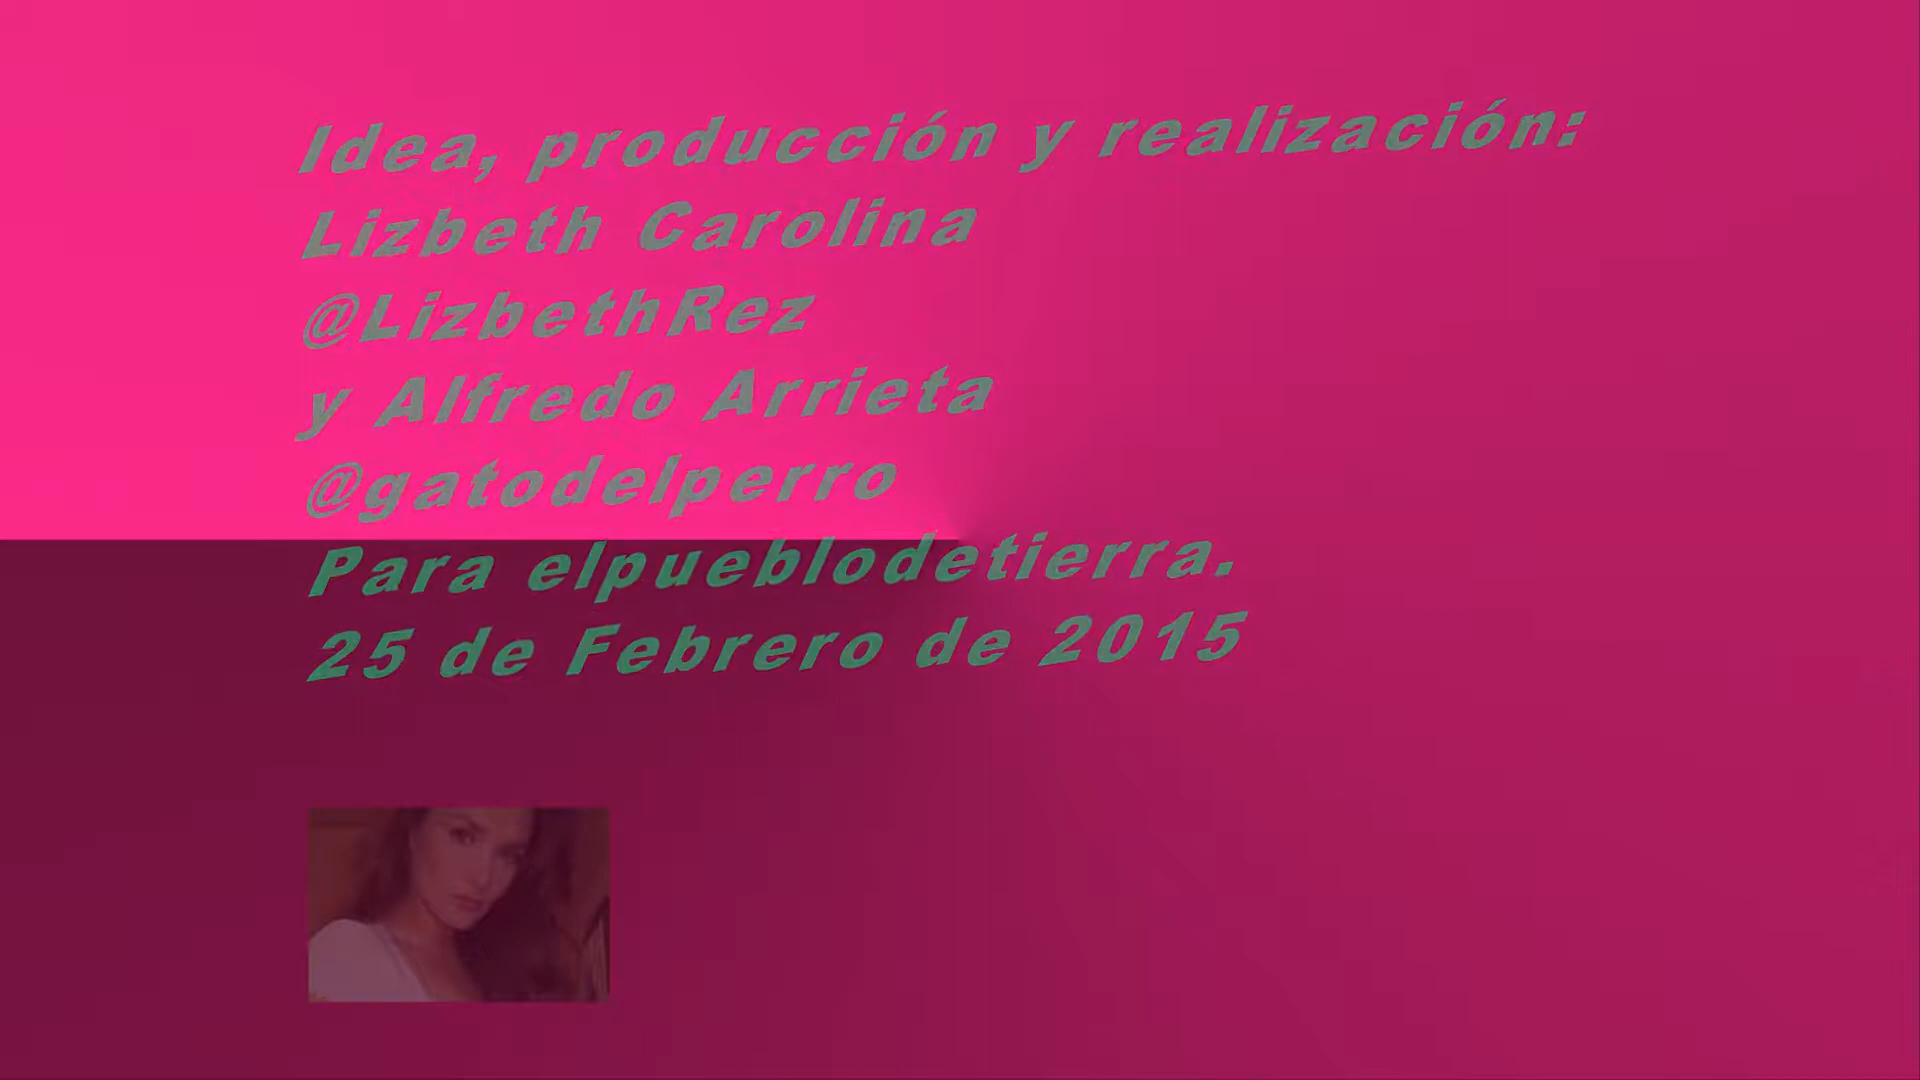 Idea, producción y realización:
Lizbeth Carolina
@LizbethRez
y Alfredo Arrieta
@gatodelperro
Para elpueblodetierra.
25 de Febrero de 2015